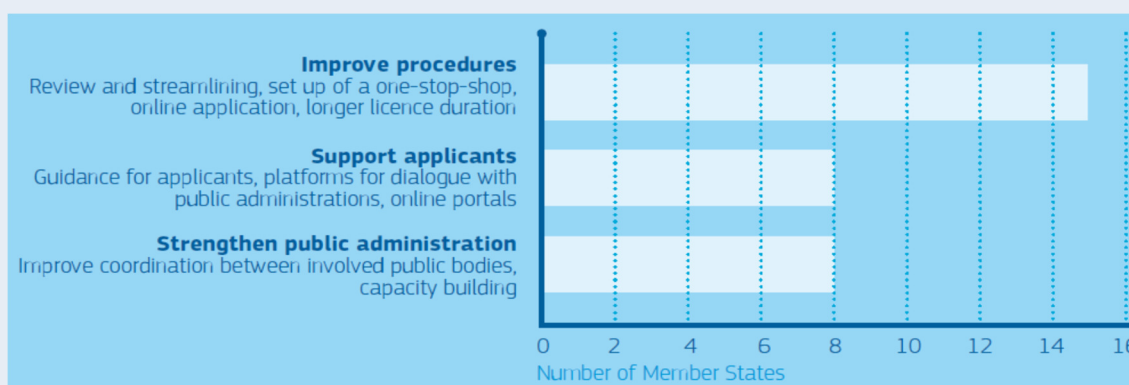 Improve procedures
Review and streamlining, set up of a one-stop-shop,
online application, longer licence duration
Support applicants
Guidance for applicants, platforms for dialogue with
public administrations, online portals
Strengthen public administration
Improve coordination between involved public bodies,
capacity building
0 2 4 6 8 10 12 14 16
Number of Member States